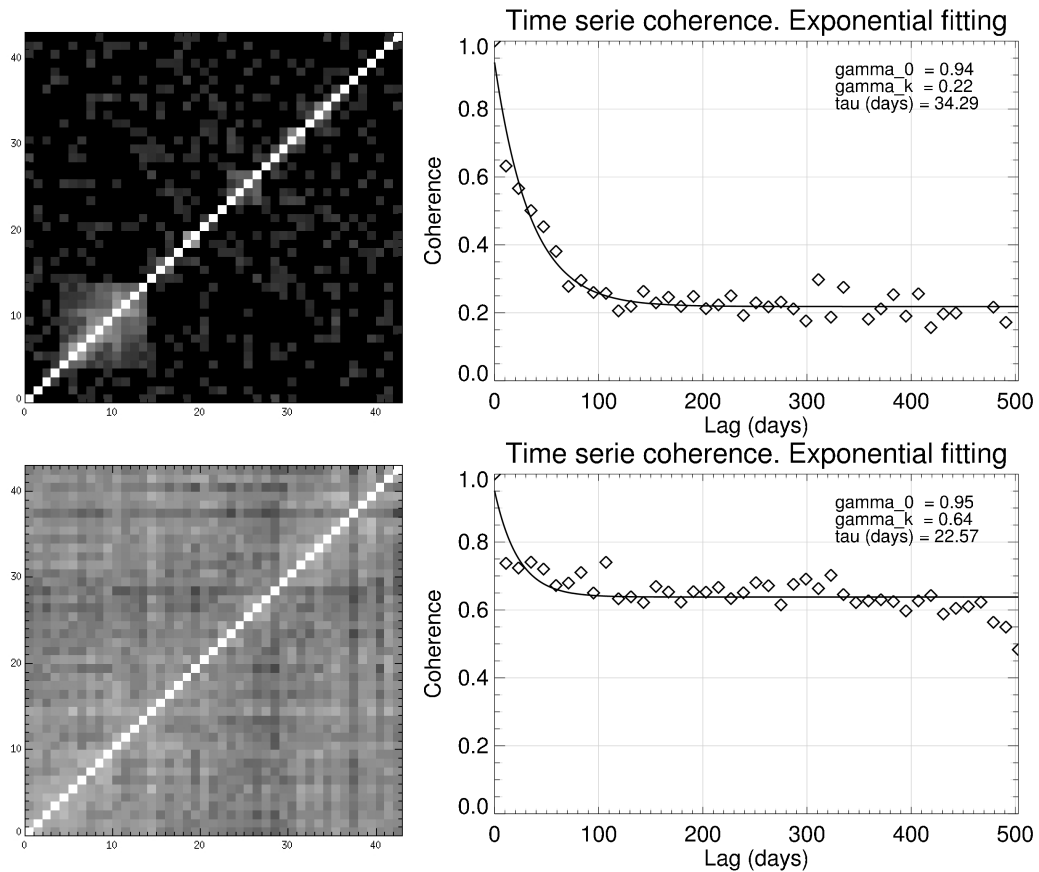 Time serie coherence. Exponential fitting
gamma_0 = 0.94
gamma_k = 0.22
tau (days) = 34.29
1.0
0.8
0.6
0.4
0.2
0.0
Coherence
0 100 200 300 400 500
Lag (days)
40
30
20
10
0
0 10 20 30 40
Time serie coherence. Exponential fitting
gamma_0 = 0.95
gamma_k = 0.64
tau (days) = 22.57
1.0
0.8
0.6
0.4
0.2
0.0
Coherence
0 100 200 300 400 500
Lag (days)
40
30
20
10
0
0 10 20 30 40